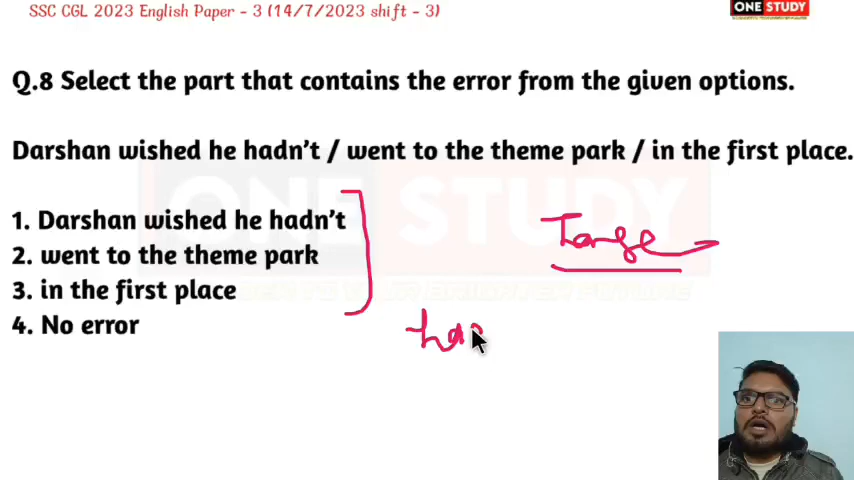 SSC CGL 2023 English Paper - 3 (14/7/2023 shift - 3)
ONE STUDY
Q.8 Select the part that contains the error from the given options.
Darshan wished he hadn't / went to the theme park / in the first place.
1. Darshan wished he hadn't
2. went to the theme park
3. in the first place
4. No error
ONE STUDY